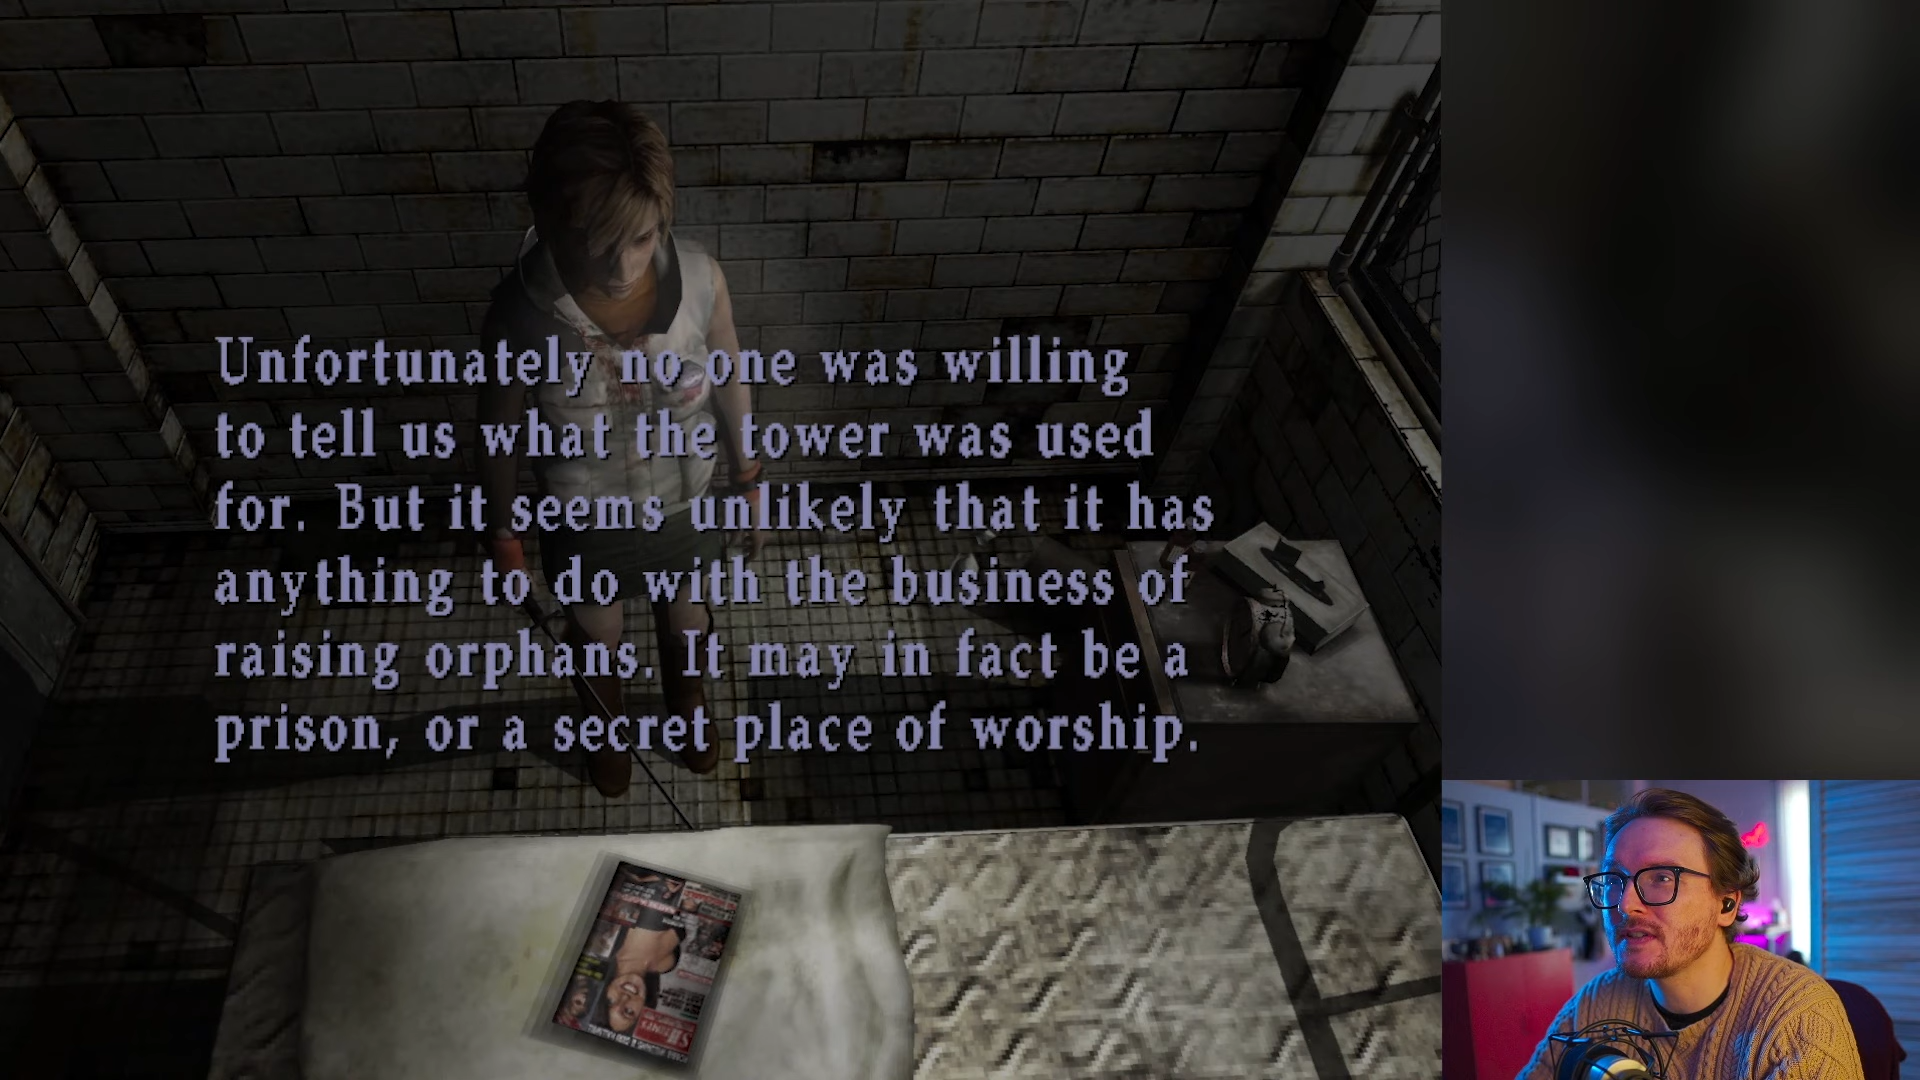 Unfortunately no one was willing
to tell us what the tower was used
for. But it seems unlikely that it has
anything to do with the business of
raising orphans. It may in fact be a
prison, or a secret place of worship.